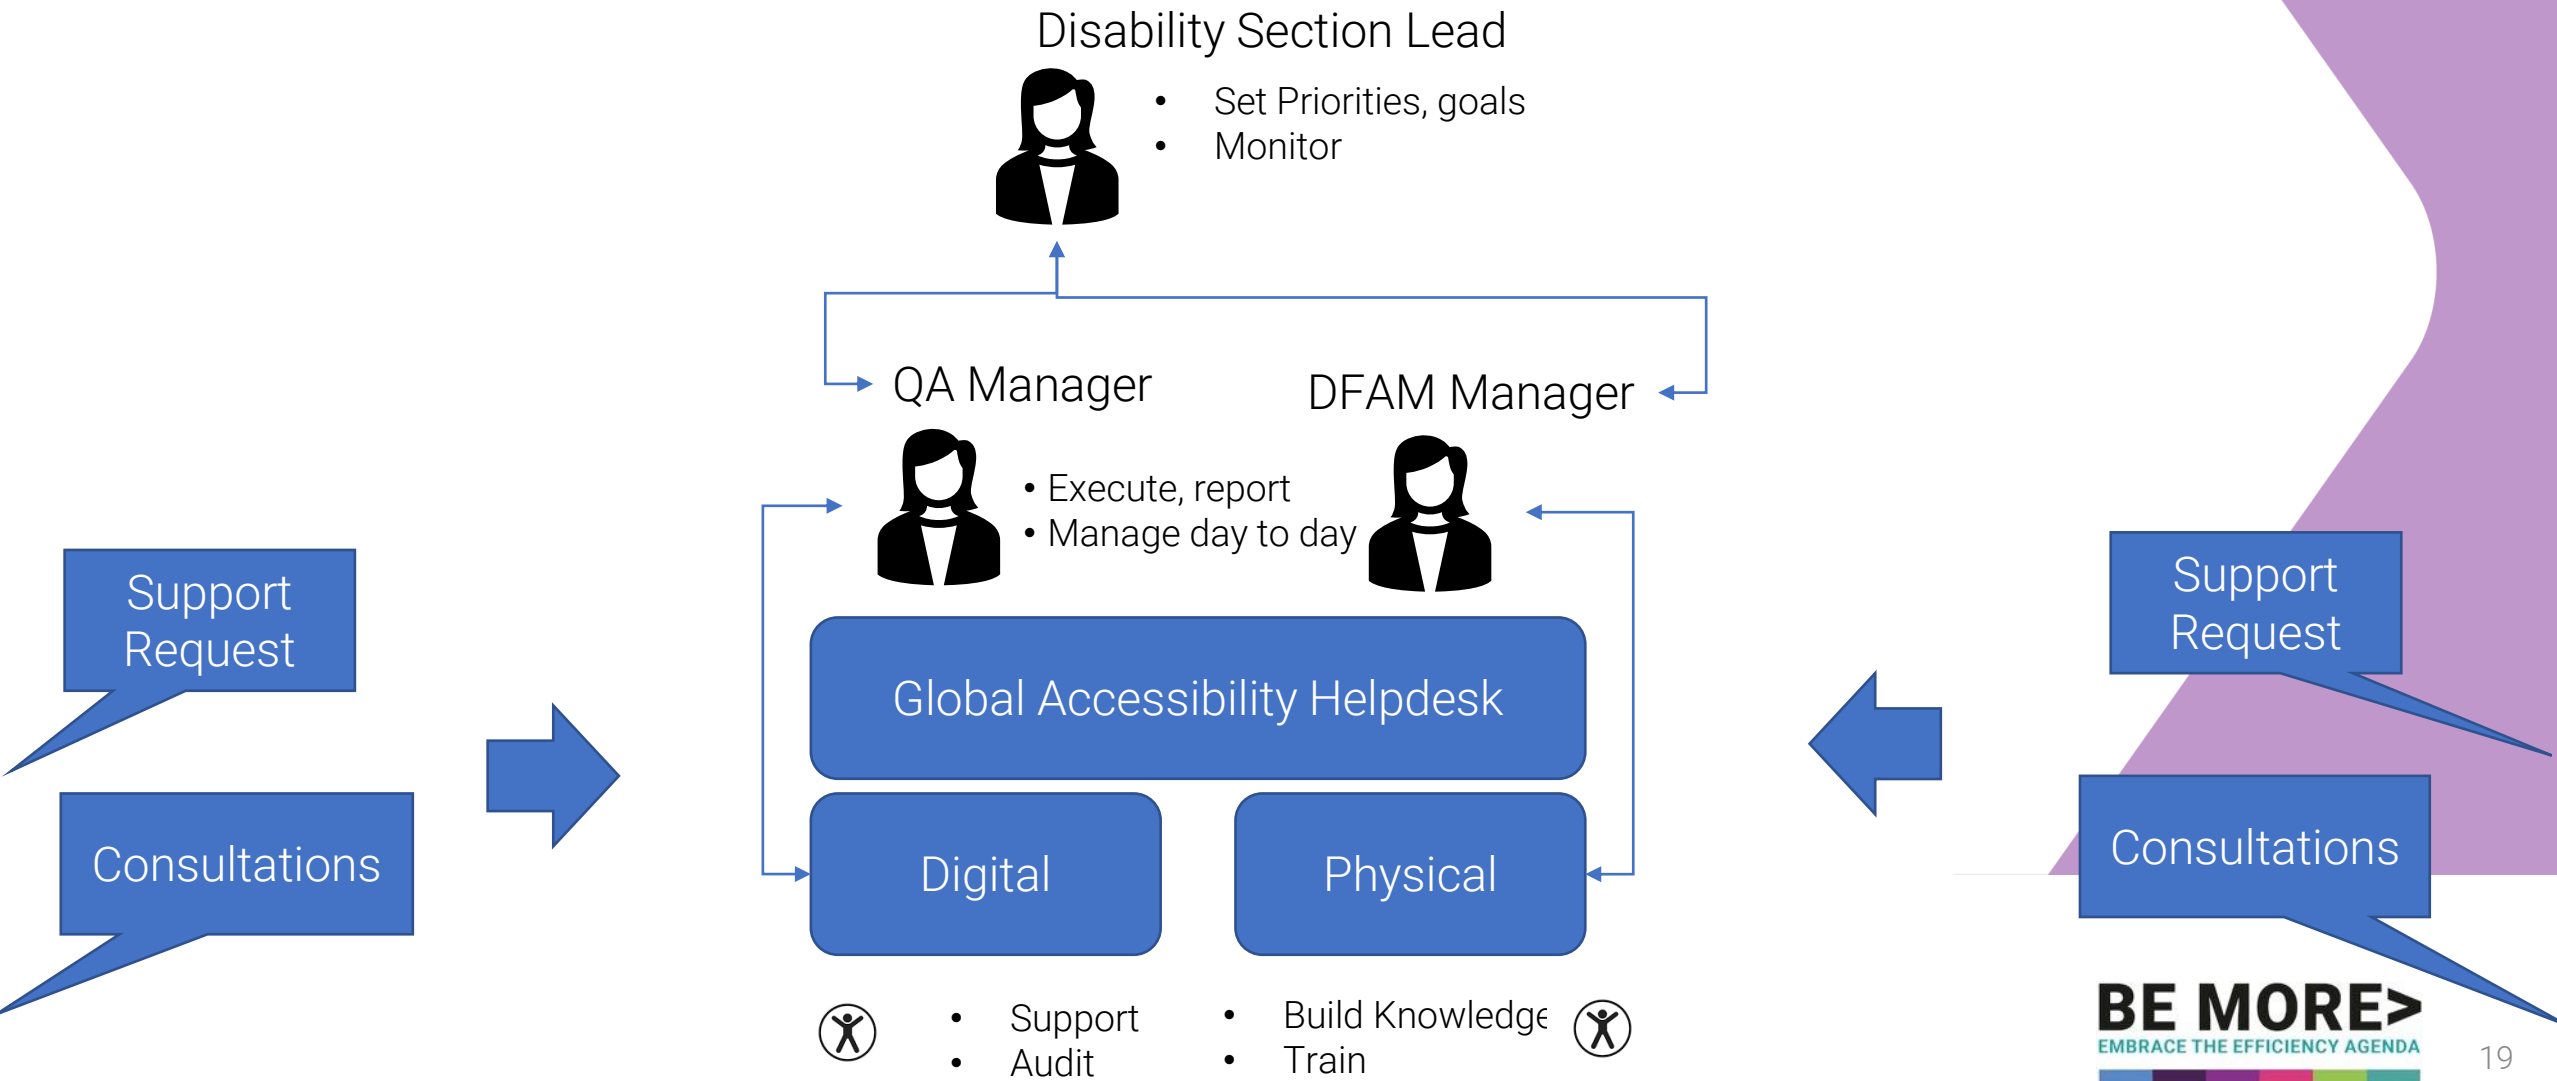 Disability Section Lead
• Set Priorities, goals
• Monitor
QA Manager
DFAM Manager
• Execute, report
• Manage day to day
Support
Request
Consultations
Global Accessibility Helpdesk
Digital
Physical
Support
Request
Consultations
• Support
• Audit
• Build Knowledge
• Train
BE MORE>
EMBRACE THE EFFICIENCY AGENDA
19